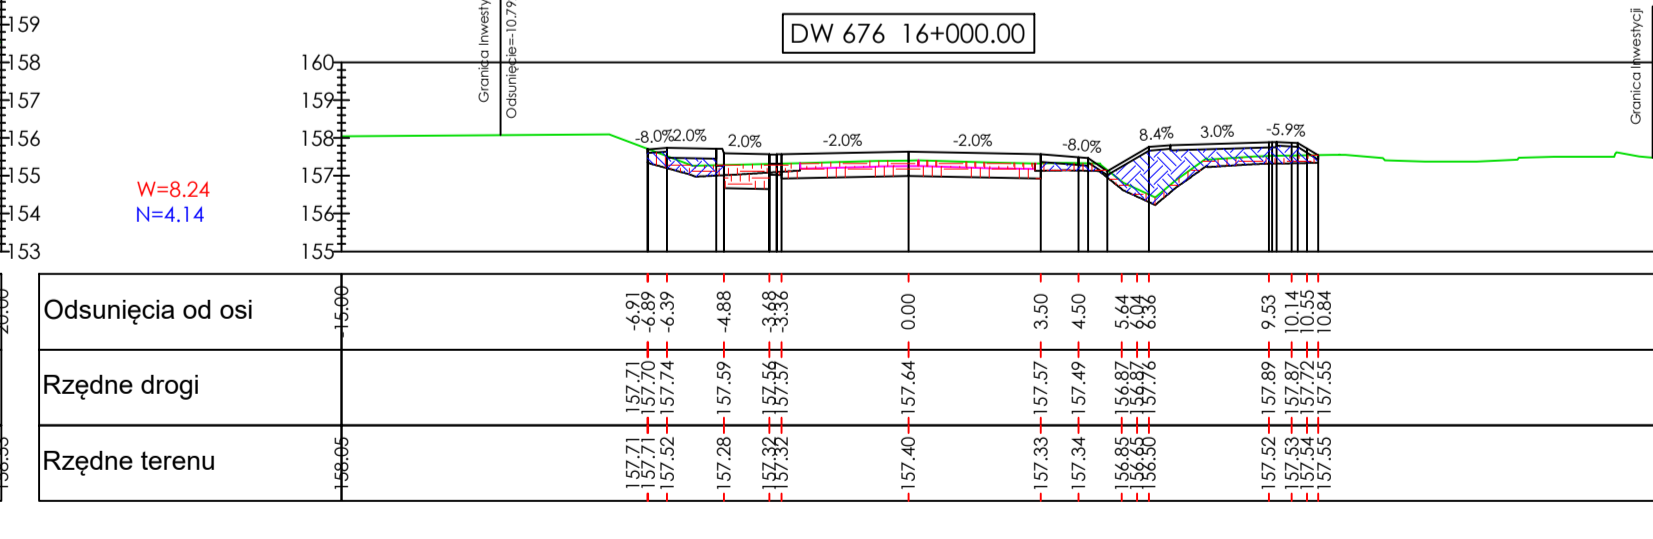 159
158
157
156
155
154
153
W=8.24
N=4.14
160
159
158
157
156
155
Granica Inwesty
Odsunięcie=-10.79
DW 676 16+000.00
Granica Inwestycji
-8.0% 2.0% 2.0% -2.0% -2.0% -8.0% 8.4% 3.0% -5.9%
Odsunięcia od osi
-15.00 -6.91 -6.89 -6.39 -4.88 -3.68 -3.36 0.00 3.50 4.50 5.64 6.04 6.36 9.53 10.14 10.55 10.84
Rzędne drogi
157.71 157.70 157.74 157.59 157.56 157.57 157.64 157.57 157.49 156.87 156.87 157.76 157.89 157.87 157.72 157.55
Rzędne terenu
158.05 157.71 157.71 157.52 157.28 157.32 157.32 157.40 157.33 157.34 156.85 156.65 156.50 157.52 157.53 157.54 157.55